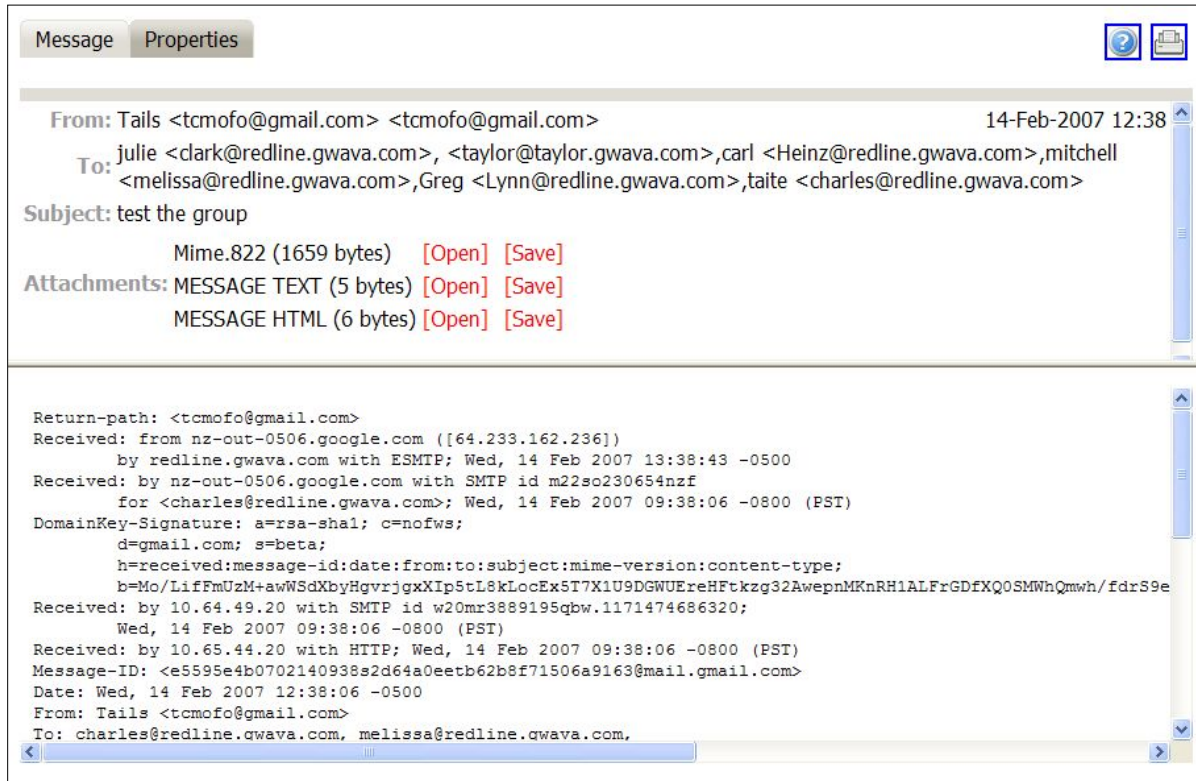 Message Properties
From: Tails <tcmofo@gmail.com> <tcmofo@gmail.com> 14-Feb-2007 12:38
To: julie <clark@redline.gwava.com>, <taylor@taylor.gwava.com>,carl <Heinz@redline.gwava.com>,mitchell
<melissa@redline.gwava.com>,Greg <Lynn@redline.gwava.com>,taite <charles@redline.gwava.com>
Subject: test the group
Attachments: Mime.822 (1659 bytes) [Open] [Save]
MESSAGE TEXT (5 bytes) [Open] [Save]
MESSAGE HTML (6 bytes) [Open] [Save]
Return-path: <tcmofo@gmail.com>
Received: from nz-out-0506.google.com ([64.233.162.236])
by redline.gwava.com with ESMTP; Wed, 14 Feb 2007 13:38:43 -0500
Received: by nz-out-0506.google.com with SMTP id m22so230654nzf
for <charles@redline.gwava.com>; Wed, 14 Feb 2007 09:38:06 -0800 (PST)
DomainKey-Signature: a=rsa-sha1; c=nofws;
d=gmail.com; s=beta;
h=received:message-id:date:from:to:subject:mime-version:content-type;
b=Mo/LifFmUzM+awWSdXbyHgvrjgxXIp5tL8kLocEx5T7X1U9DGWUEreHFtkzg32AwepnMKnRH1ALFrGDfXQ0SMWhQmwh/fdrS9e
Received: by 10.64.49.20 with SMTP id w20mr3889195qbw.1171474686320;
Wed, 14 Feb 2007 09:38:06 -0800 (PST)
Received: by 10.65.44.20 with HTTP; Wed, 14 Feb 2007 09:38:06 -0800 (PST)
Message-ID: <e5595e4b0702140938s2d64a0eetb62b8f71506a9163@mail.gmail.com>
Date: Wed, 14 Feb 2007 12:38:06 -0500
From: Tails <tcmofo@gmail.com>
To: charles@redline.gwava.com, melissa@redline.gwava.com,